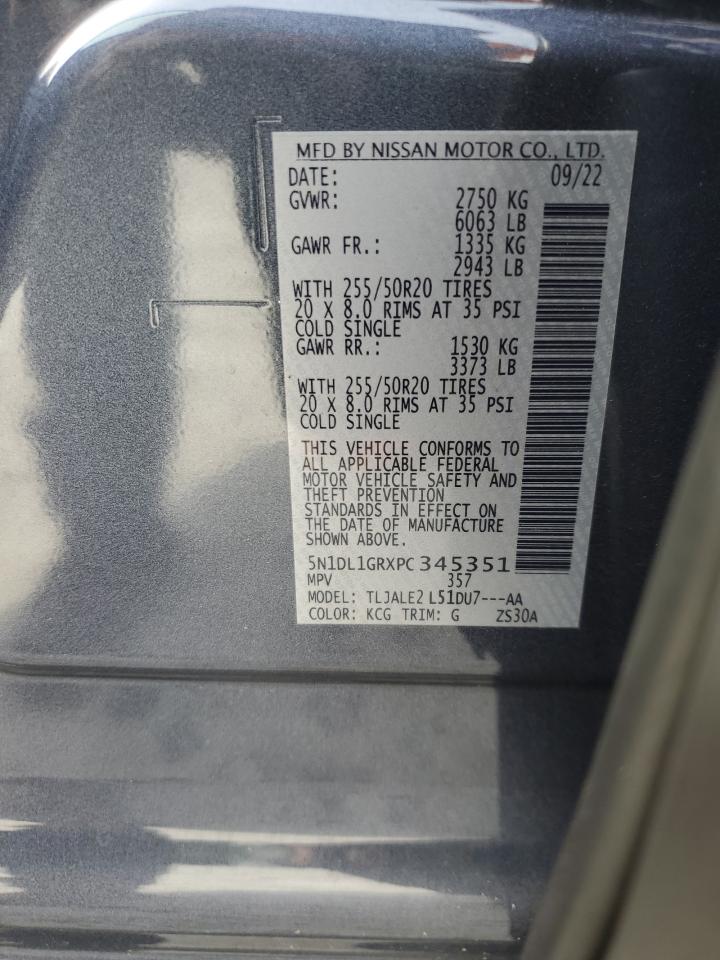 MFD BY NISSAN MOTOR CO., LTD.
DATE: 09/22
GVWR: 2750 KG
6063 LB
GAWR FR.: 1335 KG
2943 LB
WITH 255/50R20 TIRES
20 X 8.0 RIMS AT 35 PSI
COLD SINGLE
GAWR RR.: 1530 KG
3373 LB
WITH 255/50R20 TIRES
20 X 8.0 RIMS AT 35 PSI
COLD SINGLE
THIS VEHICLE CONFORMS TO
ALL APPLICABLE FEDERAL
MOTOR VEHICLE SAFETY AND
THEFT PREVENTION
STANDARDS IN EFFECT ON
THE DATE OF MANUFACTURE
SHOWN ABOVE.
5N1DL1GRXPC 345351
MPV 357
MODEL: TLJALE2 L51DU7---AA
COLOR: KCG TRIM: G ZS30A